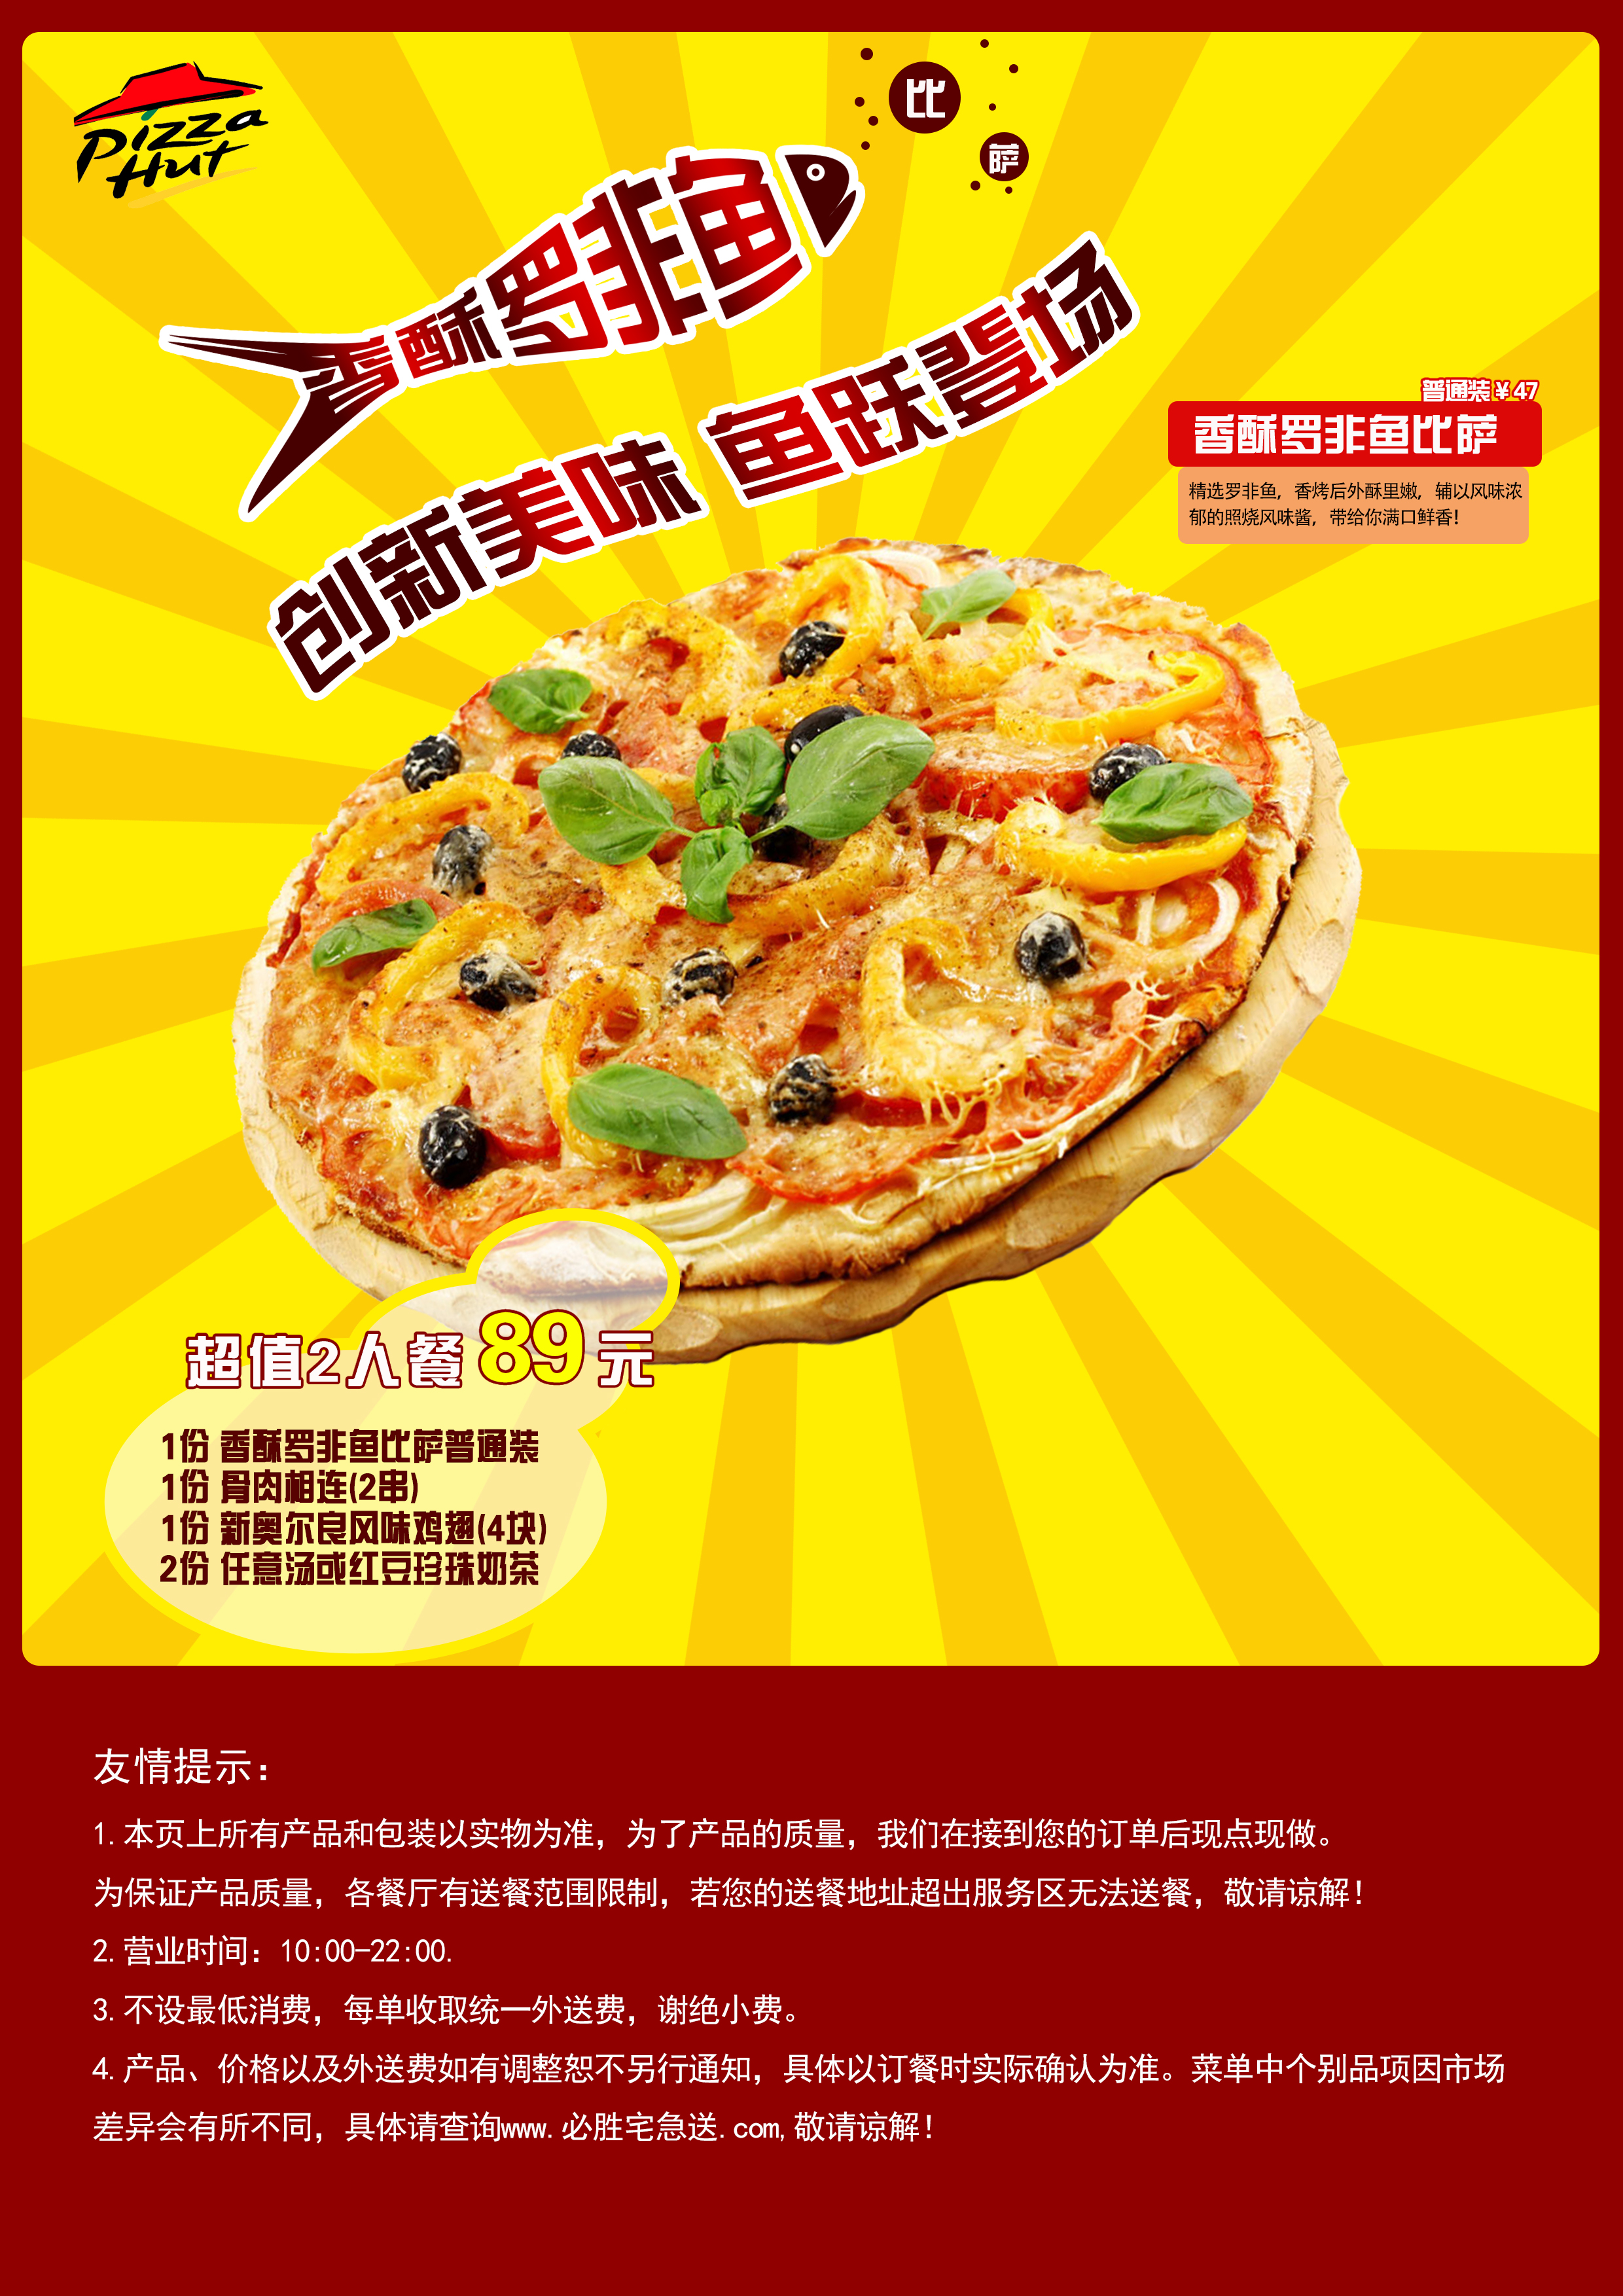 Pizza
Hut
比
萨
香酥罗非鱼
创新美味 鱼跃登场
普通装￥47
香酥罗非鱼比萨
精选罗非鱼，香烤后外酥里嫩，辅以风味浓
郁的照烧风味酱，带给你满口鲜香！
超值2人餐 89元
1份 香酥罗非鱼比萨普通装
1份 骨肉相连(2串)
1份 新奥尔良风味鸡翅(4块)
2份 任意汤或红豆珍珠奶茶
友情提示：
1.本页上所有产品和包装以实物为准，为了产品的质量，我们在接到您的订单后现点现做。
为保证产品质量，各餐厅有送餐范围限制，若您的送餐地址超出服务区无法送餐，敬请谅解！
2.营业时间：10:00-22:00.
3.不设最低消费，每单收取统一外送费，谢绝小费。
4.产品、价格以及外送费如有调整恕不另行通知，具体以订餐时实际确认为准。菜单中个别品项因市场
差异会有所不同，具体请查询www.必胜宅急送.com,敬请谅解！